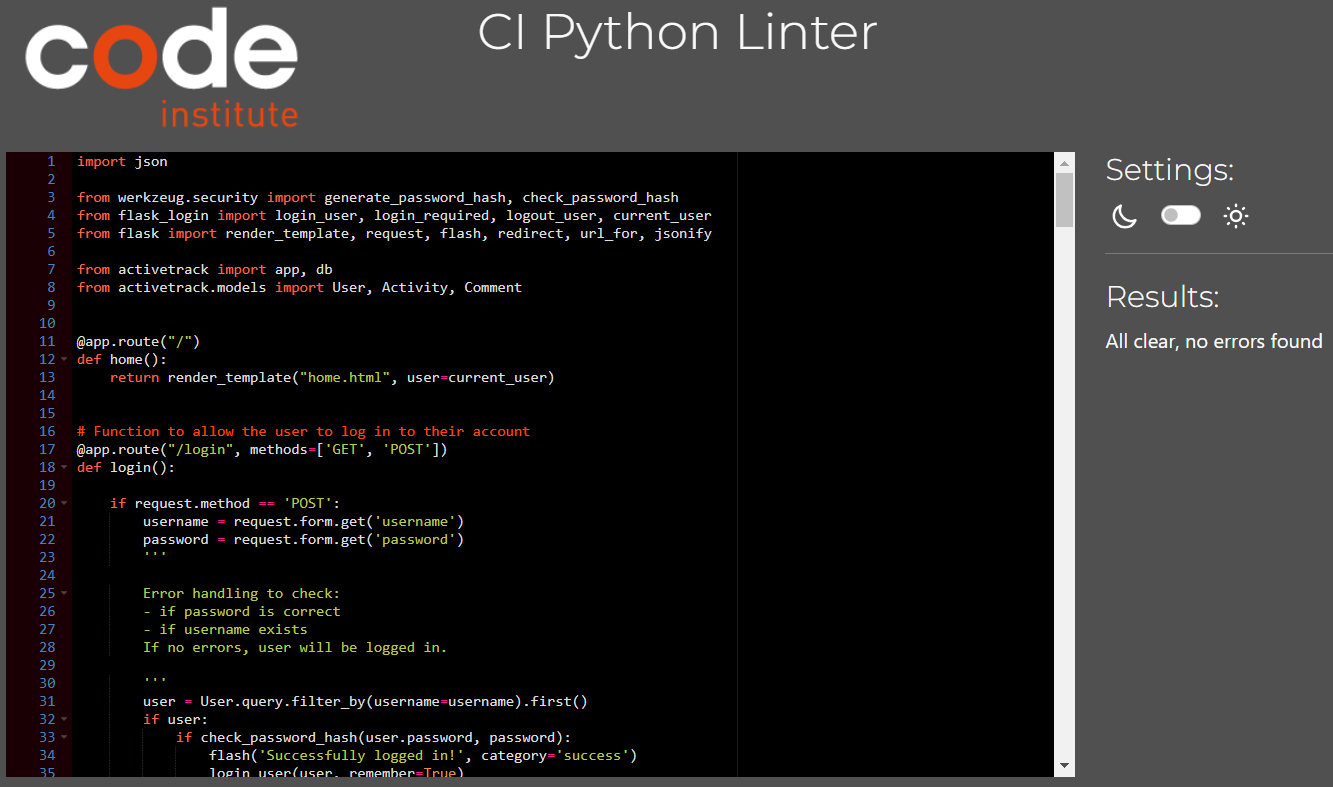 code
institute
CI Python Linter
1 import json
2
3 from werkzeug.security import generate_password_hash, check_password_hash
4 from flask_login import login_user, login_required, logout_user, current_user
5 from flask import render_template, request, flash, redirect, url_for, jsonify
6
7 from activetrack import app, db
8 from activetrack.models import User, Activity, Comment
9
10
11 @app.route("/")
12 def home():
13     return render_template("home.html", user=current_user)
14
15
16 # Function to allow the user to log in to their account
17 @app.route("/login", methods=['GET', 'POST'])
18 def login():
19
20     if request.method == 'POST':
21         username = request.form.get('username')
22         password = request.form.get('password')
23         '''
24
25         Error handling to check:
26         - if password is correct
27         - if username exists
28         If no errors, user will be logged in.
29
30         '''
31         user = User.query.filter_by(username=username).first()
32         if user:
33             if check_password_hash(user.password, password):
34                 flash('Successfully logged in!', category='success')
35                 login_user(user, remember=True)
Settings:
Results:
All clear, no errors found